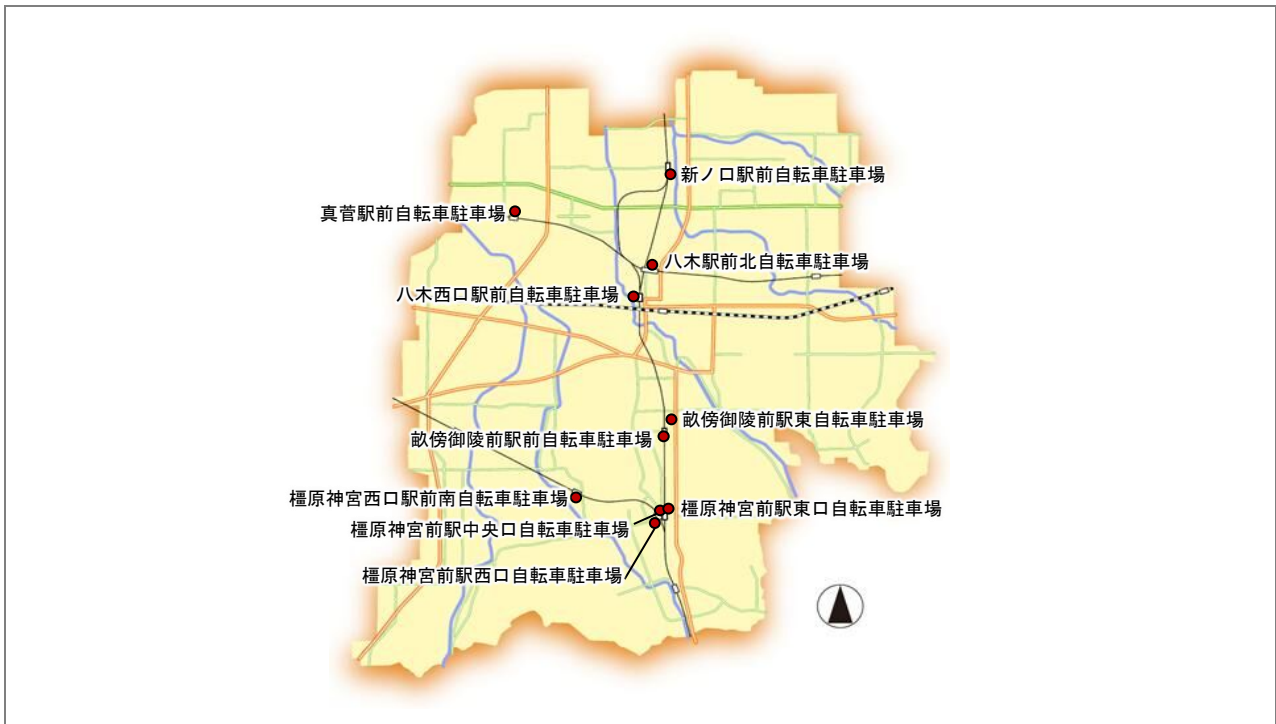 新ノ口駅前自転車駐車場
真菅駅前自転車駐車場
八木駅前北自転車駐車場
八木西口駅前自転車駐車場
畝傍御陵前駅東自転車駐車場
畝傍御陵前駅前自転車駐車場
橿原神宮西口駅前南自転車駐車場
橿原神宮前駅東口自転車駐車場
橿原神宮前駅中央口自転車駐車場
橿原神宮前駅西口自転車駐車場